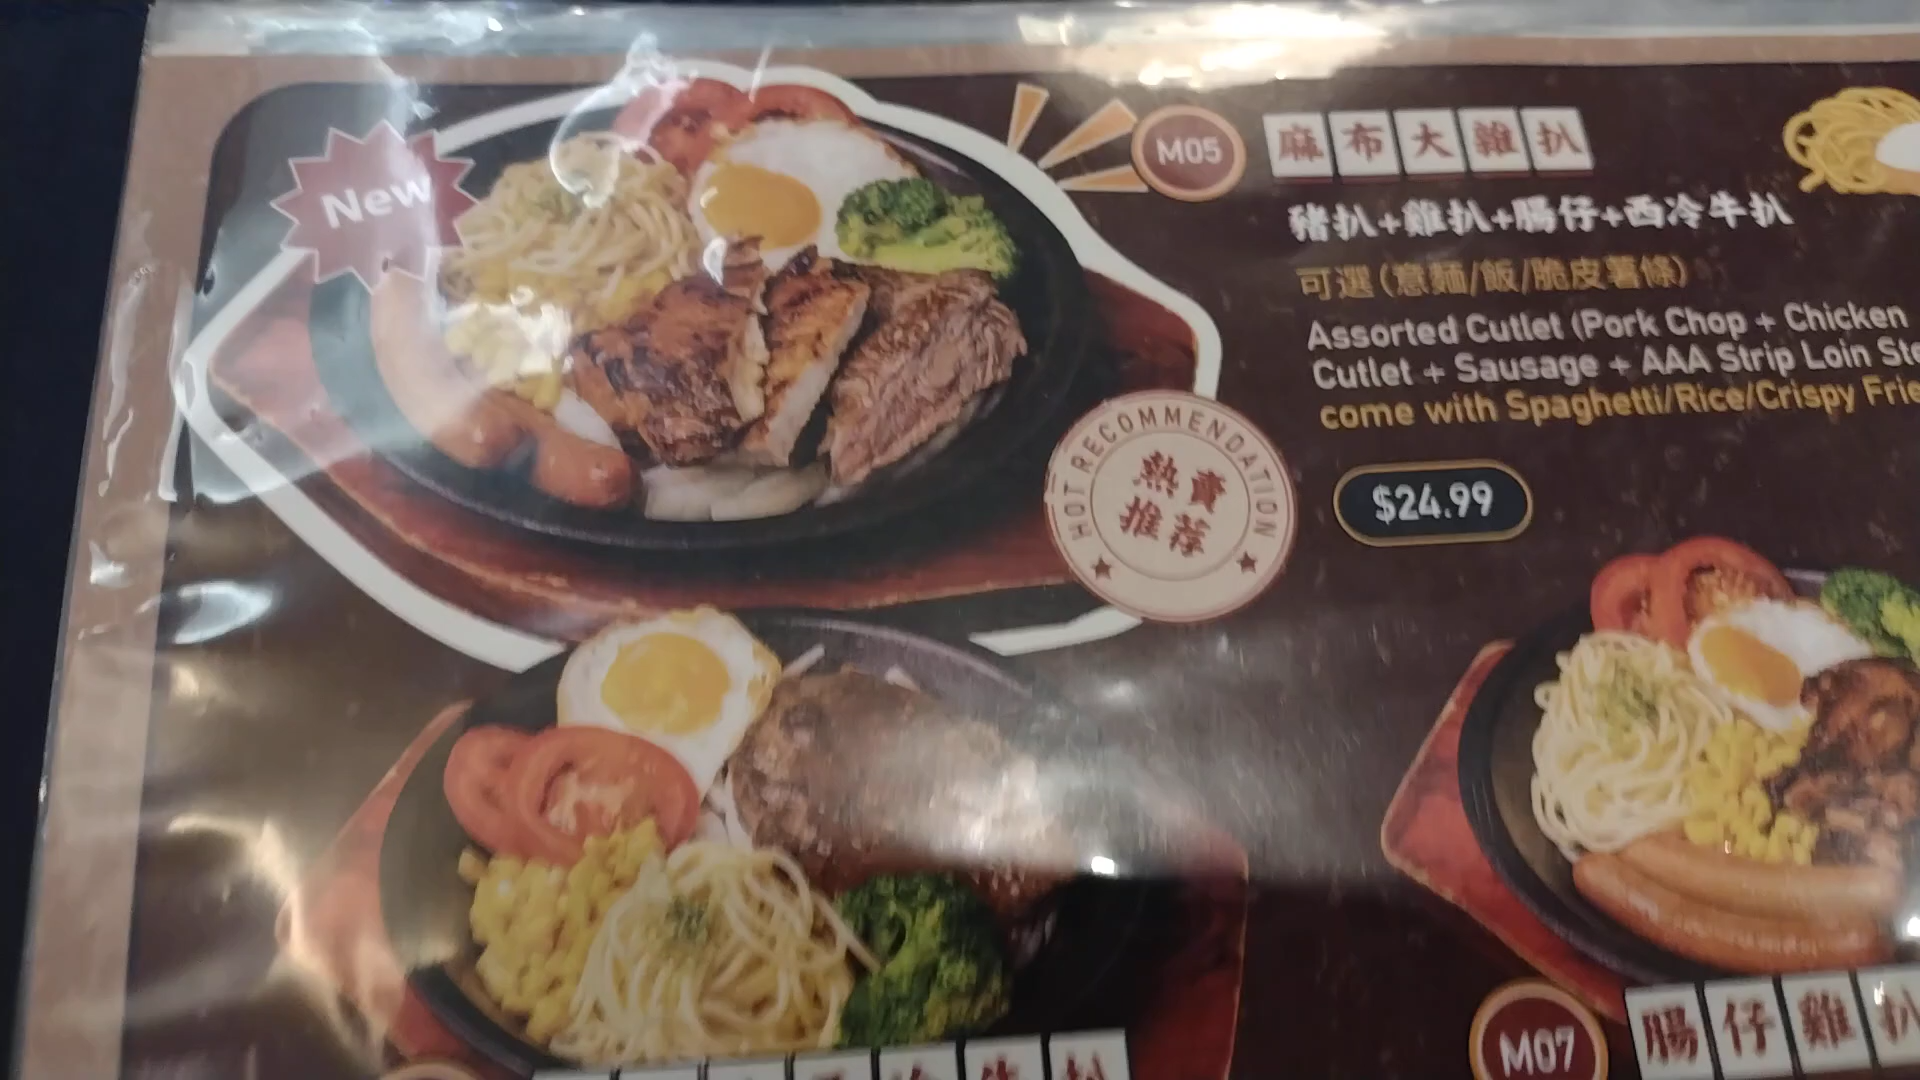 New
M05
麻布大雜扒
豬扒+雞扒+腸仔+西冷牛扒
可選(意麵/飯/脆皮薯條)
Assorted Cutlet (Pork Chop + Chicken
Cutlet + Sausage + AAA Strip Loin
come with Spaghetti/Rice/Crispy
$24.99
HOT RECOMMENDATION
熱賣
推荐
M07
腸仔雞扒